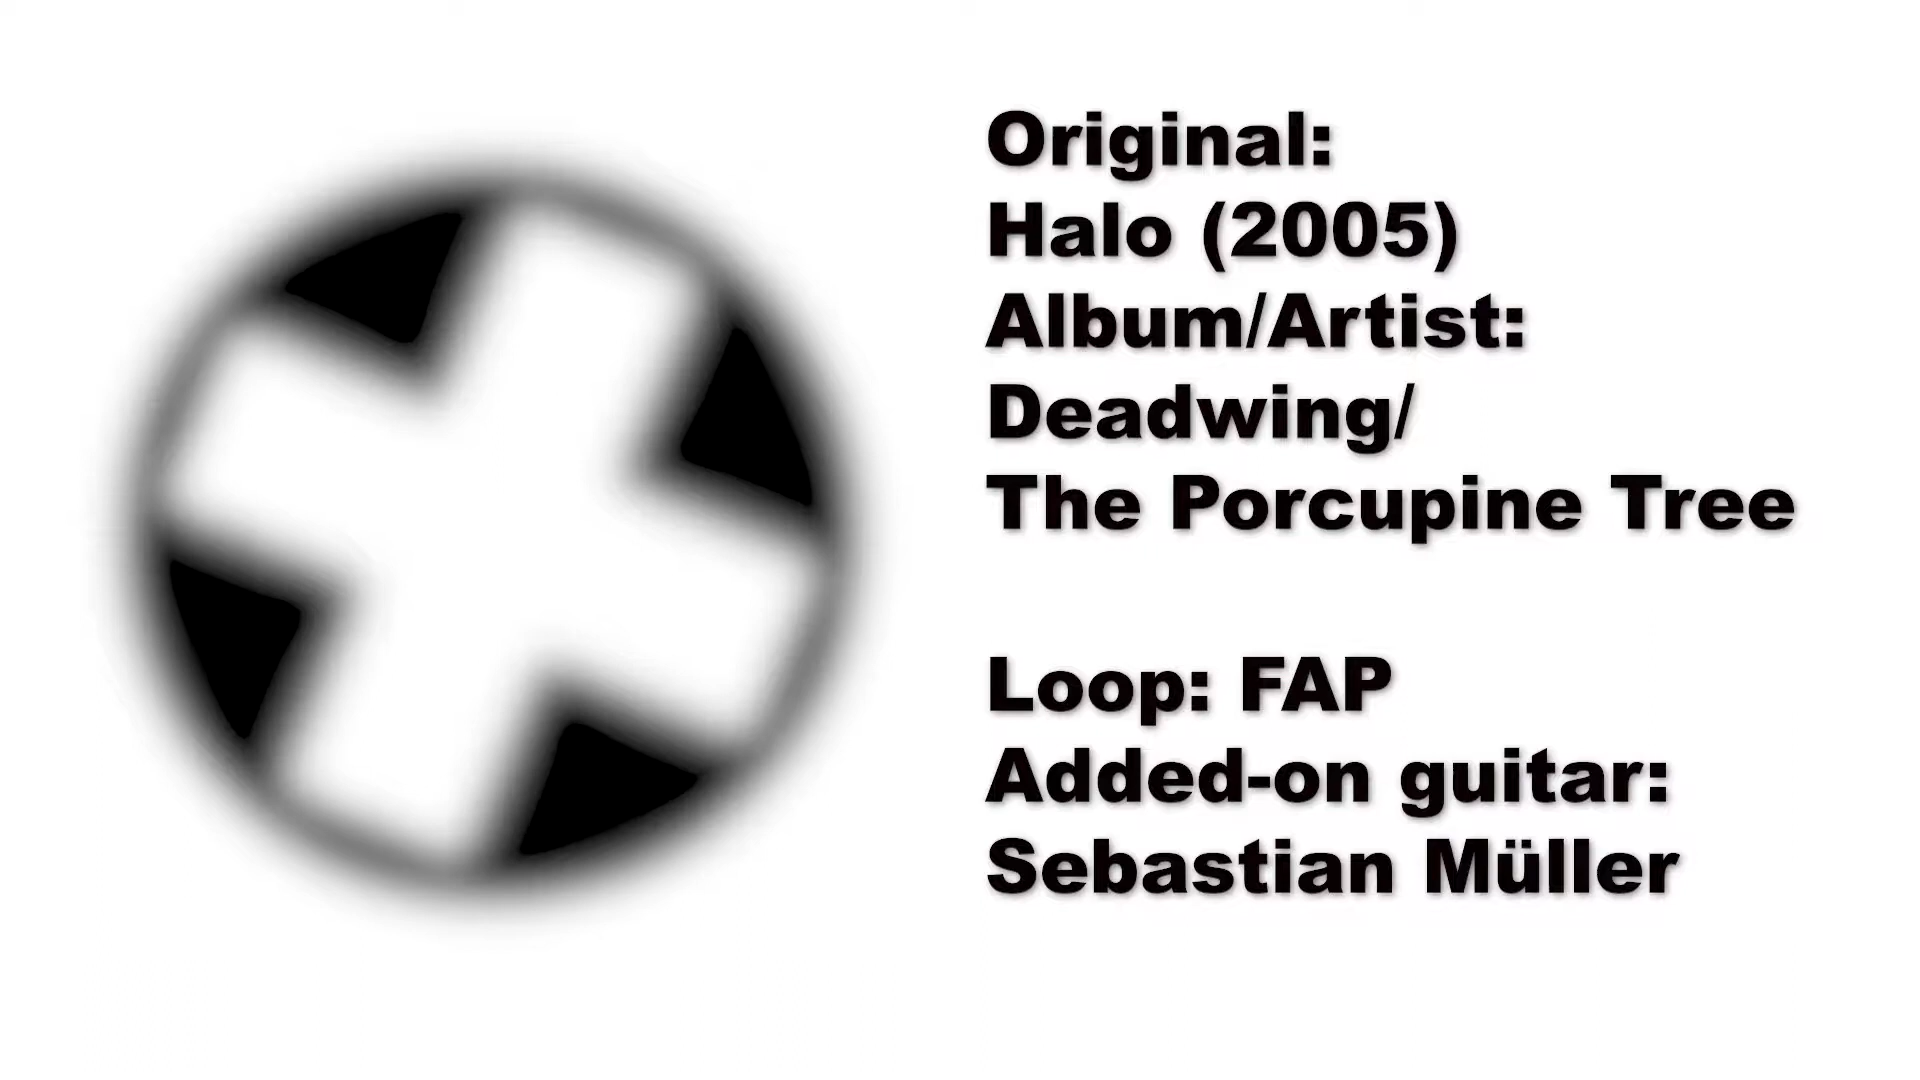 Original:
Halo (2005)
Album/Artist:
Deadwing/
The Porcupine Tree
Loop: FAP
Added-on guitar:
Sebastian Müller